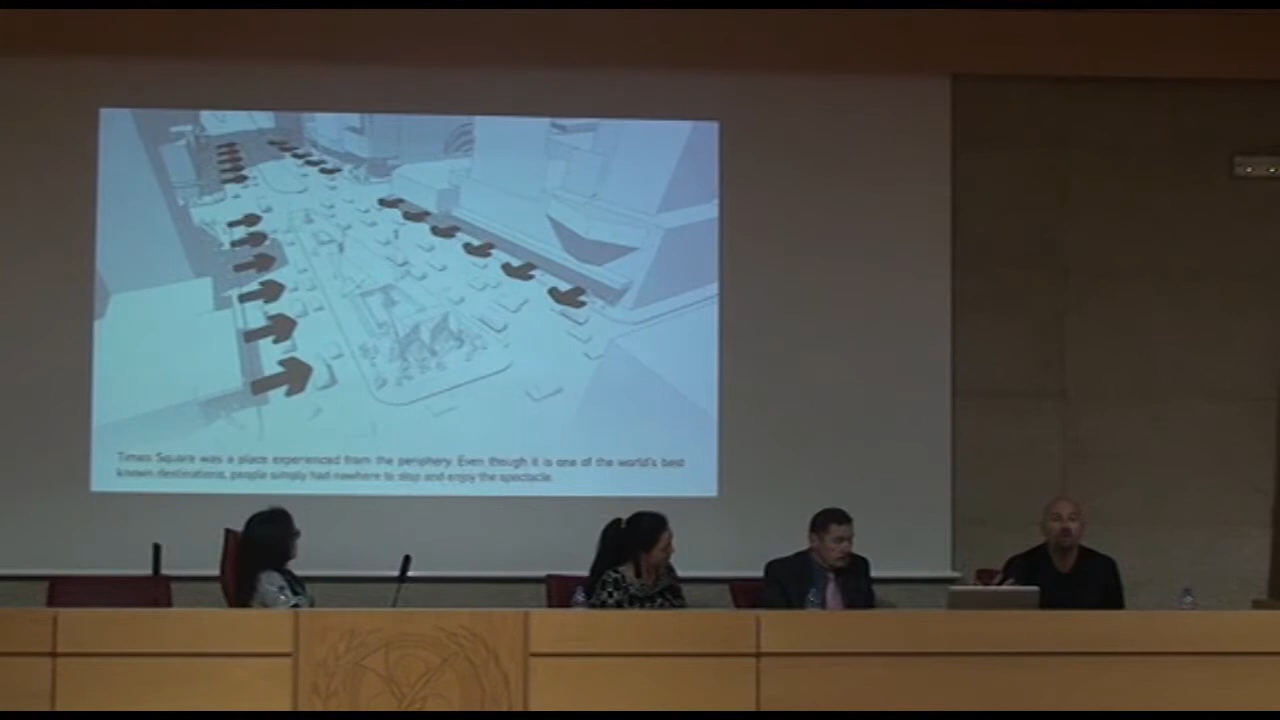 Times Square was a place experienced from the periphery. Even though it is one of the world's best
known destinations, people simply had nowhere to stop and enjoy the spectacle.